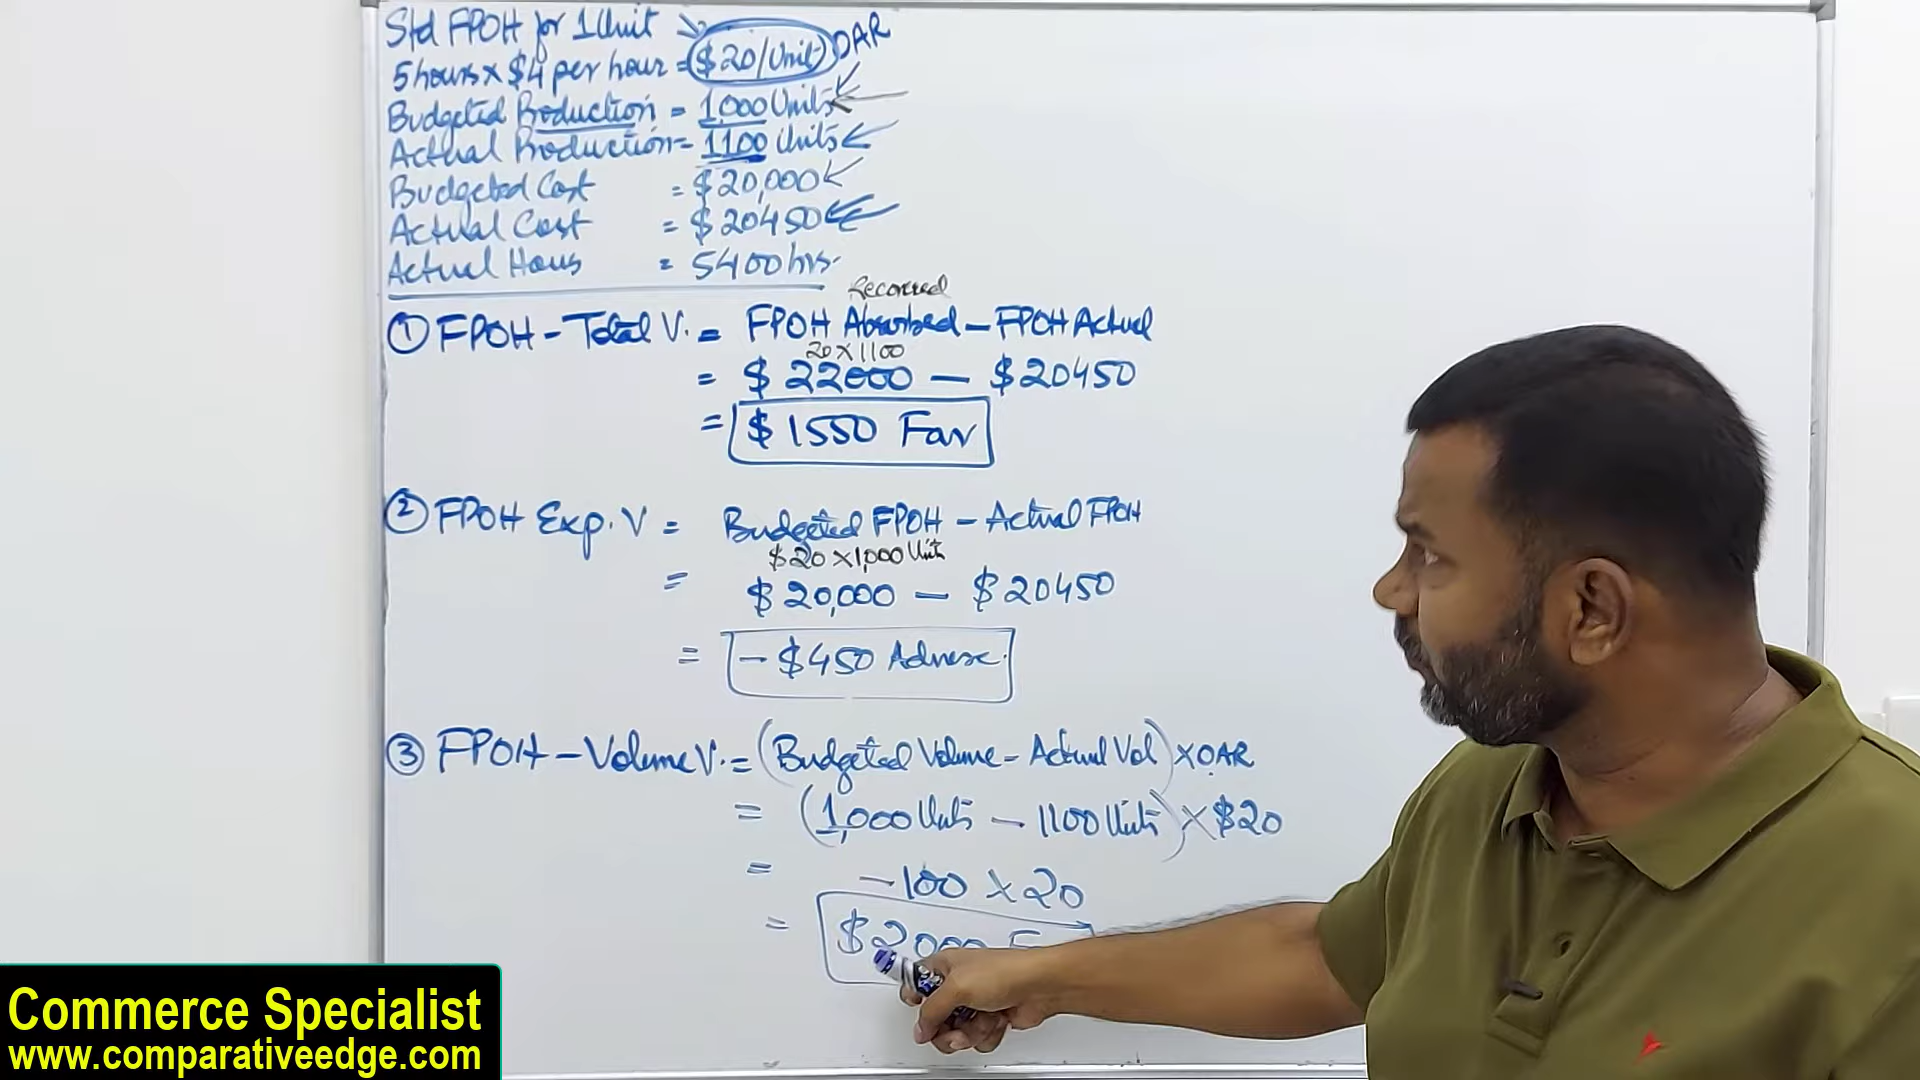 Std FPOH for 1 Unit
5 hours x $4 per hour = $20/Unit OAR
Budgeted Production = 1,000 Units
Actual Production = 1100 Units
Budgeted Cost = $20,000
Actual Cost = $20450
Actual Hours = 5400 hrs.
Recovered
① FPOH - Total V. = FPOH Absorbed - FPOH Actual
20 x 1100
= $22000 - $20450
= $1550 Fav
② FPOH Exp. V = Budgeted FPOH - Actual FPOH
$20 x 1,000 Units
= $20,000 - $20450
= - $450 Adverse.
③ FPOH - Volume V. = (Budgeted Volume - Actual Vol) x OAR
= (1,000 Units - 1100 Units) x $20
= -100 x 20
= $2000
Commerce Specialist
www.comparativeedge.com